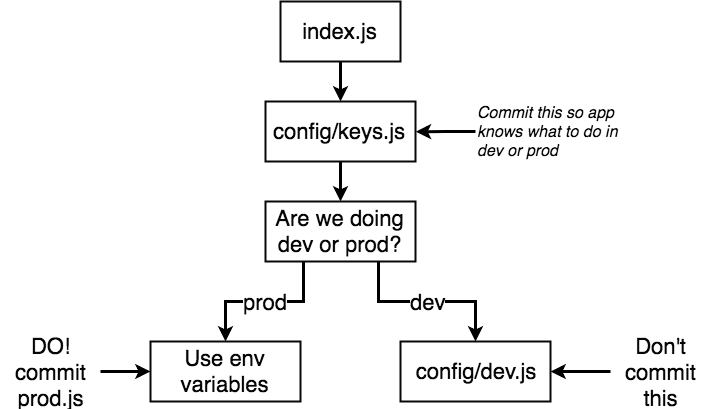 index.js
config/keys.js
Commit this so app
knows what to do in
dev or prod
Are we doing
dev or prod?
prod
dev
DO!
commit
prod.js
Use env
variables
config/dev.js
Don't
commit
this